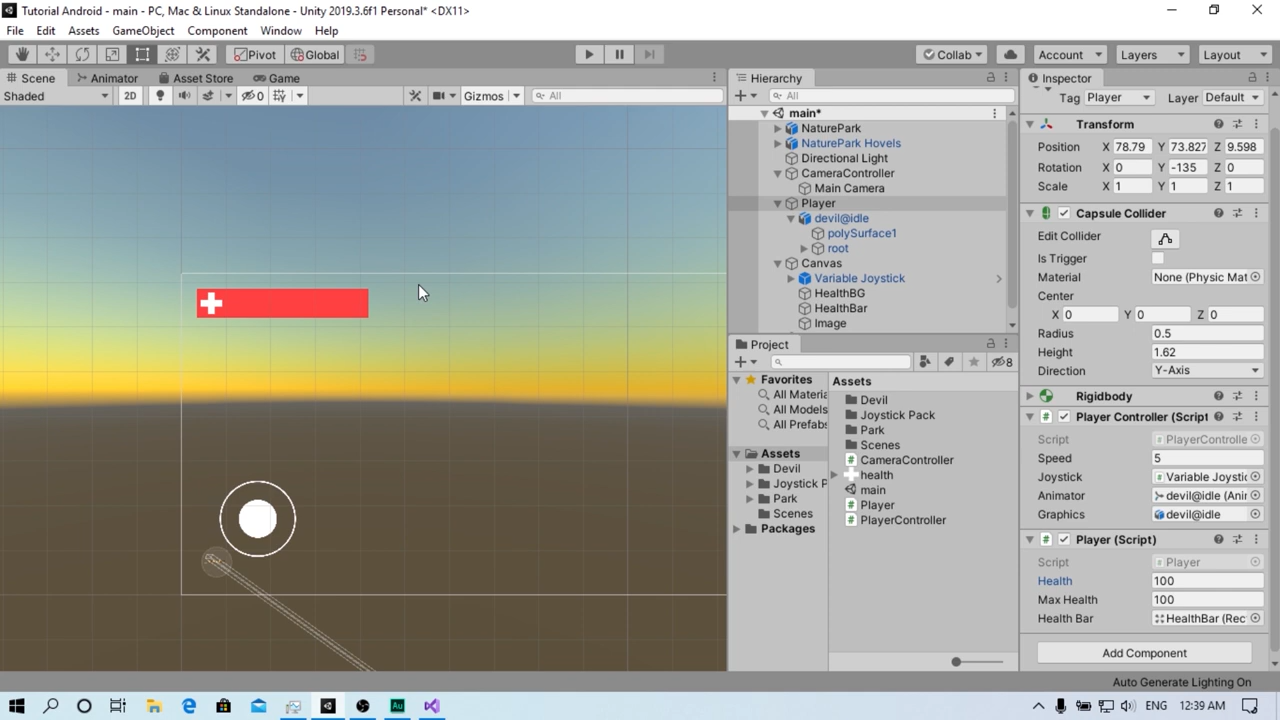 Tutorial Android - main - PC, Mac & Linux Standalone - Unity 2019.3.6f1 Personal* <DX11>
File Edit Assets GameObject Component Window Help
Pivot Global Collab Account Layers Layout
Scene Animator Asset Store Game
Shaded 2D 0 Gizmos All
Hierarchy
All
main*
NaturePark
NaturePark Hovels
Directional Light
CameraController
Main Camera
Player
devil@idle
polySurface1
root
Canvas
Variable Joystick
HealthBG
HealthBar
Image
Project
8
Favorites
All Materia
All Models
All Prefabs
Assets
Devil
Joystick P
Park
Scenes
Packages
Assets
Devil
Joystick Pack
Park
Scenes
CameraController
health
main
Player
PlayerController
Inspector
Tag Player Layer Default
Transform
Position X 78.79 Y 73.827 Z 9.598
Rotation X 0 Y -135 Z 0
Scale X 1 Y 1 Z 1
Capsule Collider
Edit Collider
Is Trigger
Material None (Physic Mat
Center
X 0 Y 0 Z 0
Radius 0.5
Height 1.62
Direction Y-Axis
Rigidbody
Player Controller (Script
Script PlayerControlle
Speed 5
Joystick Variable Joystic
Animator devil@idle (Anir
Graphics devil@idle
Player (Script)
Script Player
Health 100
Max Health 100
Health Bar HealthBar (Rec
Add Component
Auto Generate Lighting On
ENG 12:39 AM